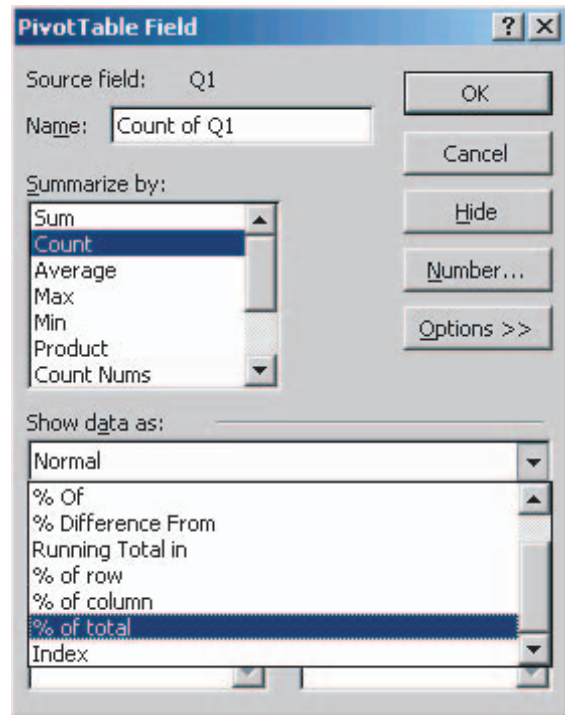 PivotTable Field ? ×
Source field: Q1
Name: Count of Q1
OK
Cancel
Hide
Number...
Options >>
Summarize by:
Sum
Count
Average
Max
Min
Product
Count Nums
Show data as:
Normal
% Of
% Difference From
Running Total in
% of row
% of column
% of total
Index